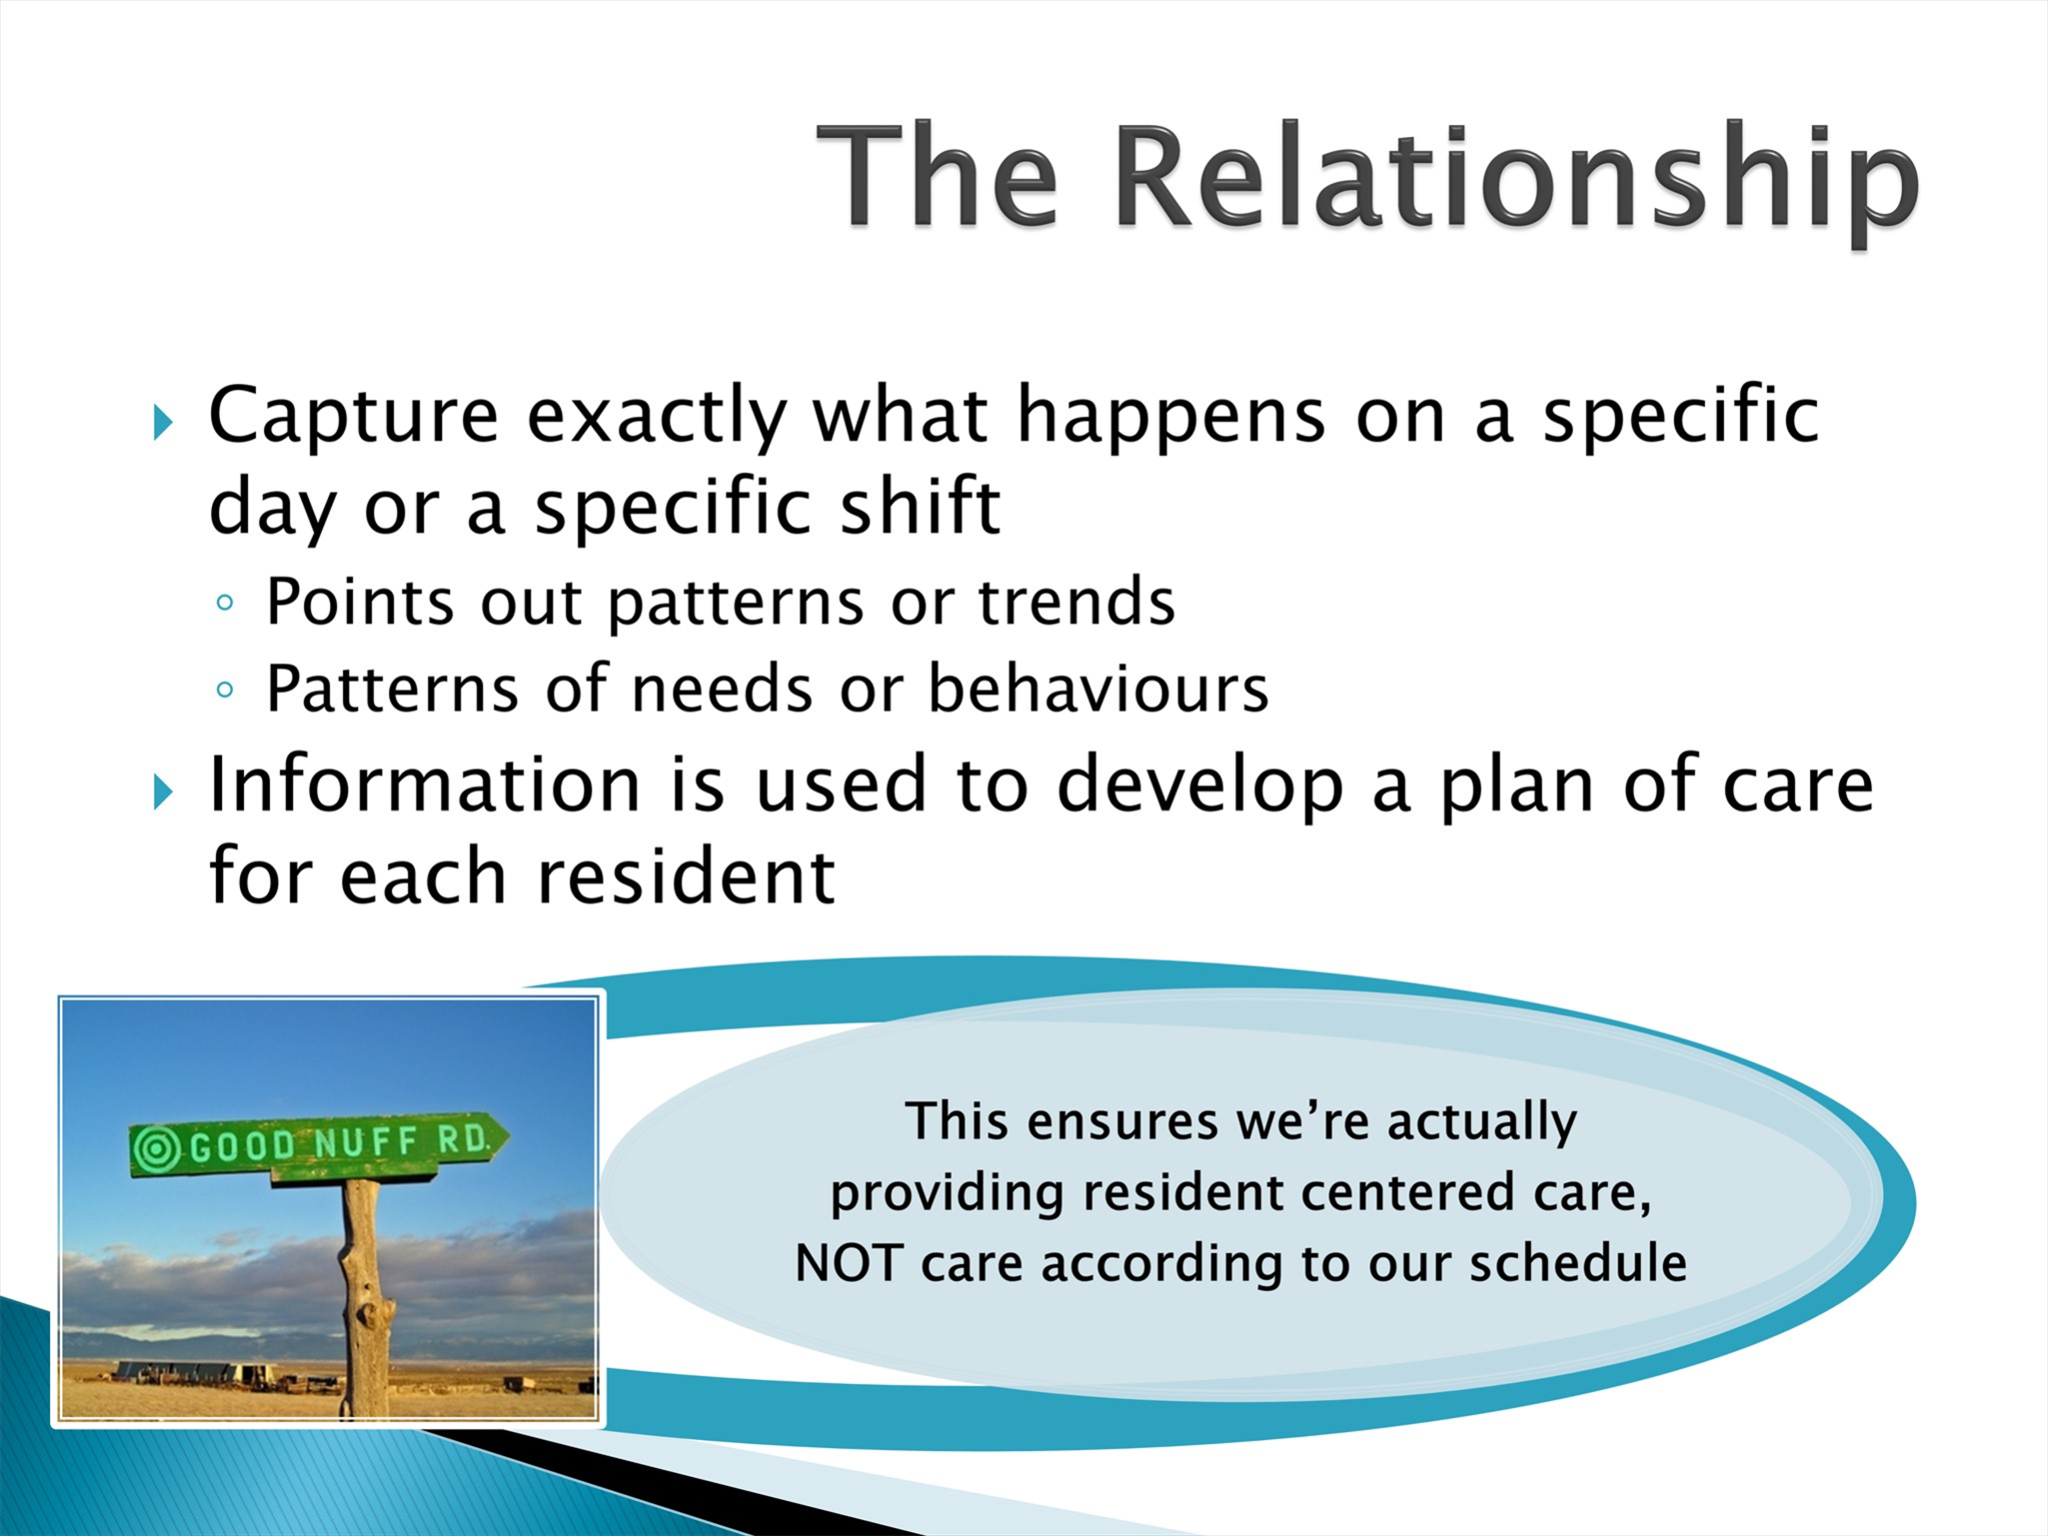 The Relationship
Capture exactly what happens on a specific
day or a specific shift
Points out patterns or trends
Patterns of needs or behaviours
Information is used to develop a plan of care
for each resident
GOOD NUFF RD.
This ensures we’re actually
providing resident centered care,
NOT care according to our schedule